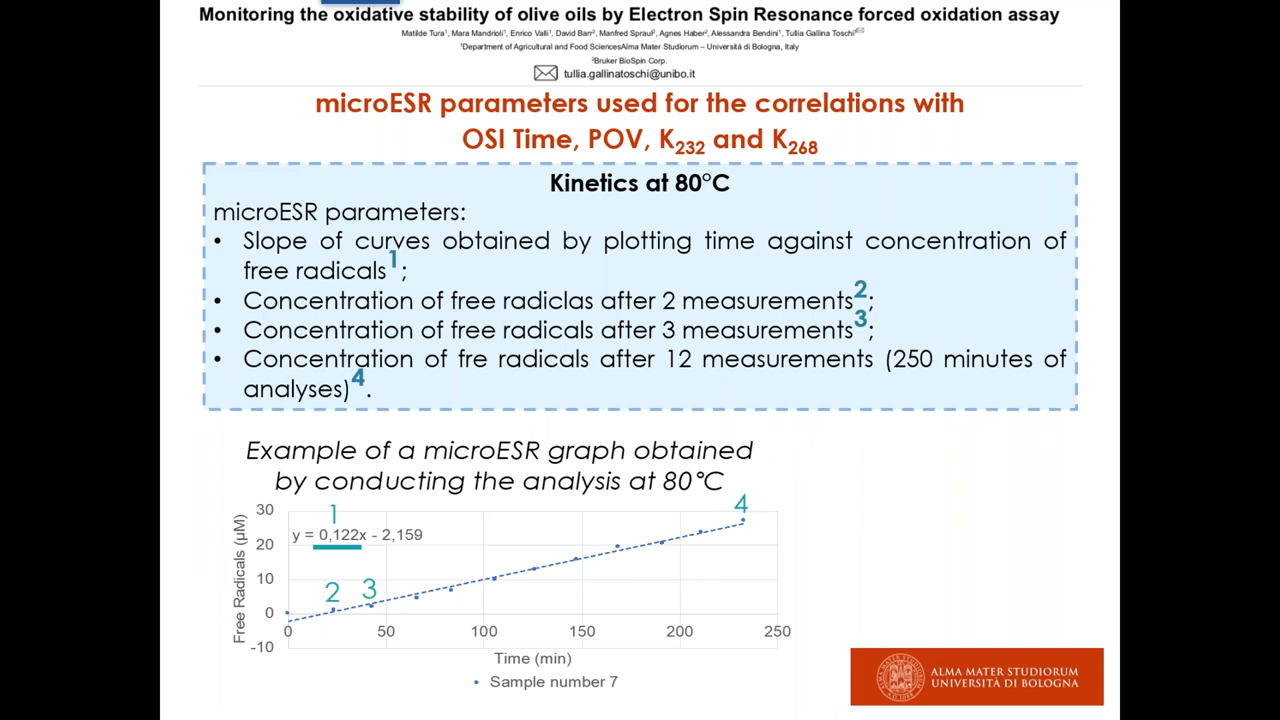 Monitoring the oxidative stability of olive oils by Electron Spin Resonance forced oxidation assay
Matilde Tura¹, Mara Mandrioli¹, Enrico Valli¹, David Barr², Manfred Spraul², Agnes Haber², Alessandra Bendini¹, Tullia Gallina Toschi¹
¹Department of Agricultural and Food SciencesAlma Mater Studiorum – Università di Bologna, Italy
²Bruker BioSpin Corp.
tullia.gallinatoschi@unibo.it
microESR parameters used for the correlations with
OSI Time, POV, K₂₃₂ and K₂₆₈
Kinetics at 80°C
microESR parameters:
• Slope of curves obtained by plotting time against concentration of
free radicals¹;
• Concentration of free radiclas after 2 measurements²;
• Concentration of free radicals after 3 measurements³;
• Concentration of fre radicals after 12 measurements (250 minutes of
analyses)⁴.
Example of a microESR graph obtained
by conducting the analysis at 80°C
4
30
1
y = 0,122x - 2,159
20
10
2 3
0
-10
Free Radicals (µM)
0 50 100 150 200 250
Time (min)
Sample number 7
ALMA MATER STUDIORUM
UNIVERSITÀ DI BOLOGNA